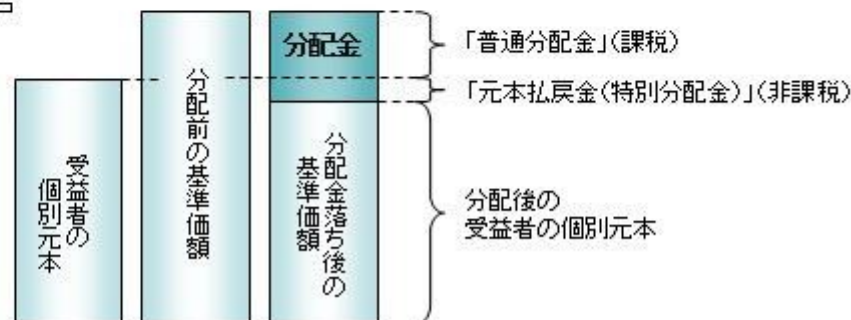 分配金
「普通分配金」(課税)
「元本払戻金(特別分配金)」(非課税)
受益者の
個別元本
分配前の基準価額
分配金落ち後の
基準価額
分配後の
受益者の個別元本